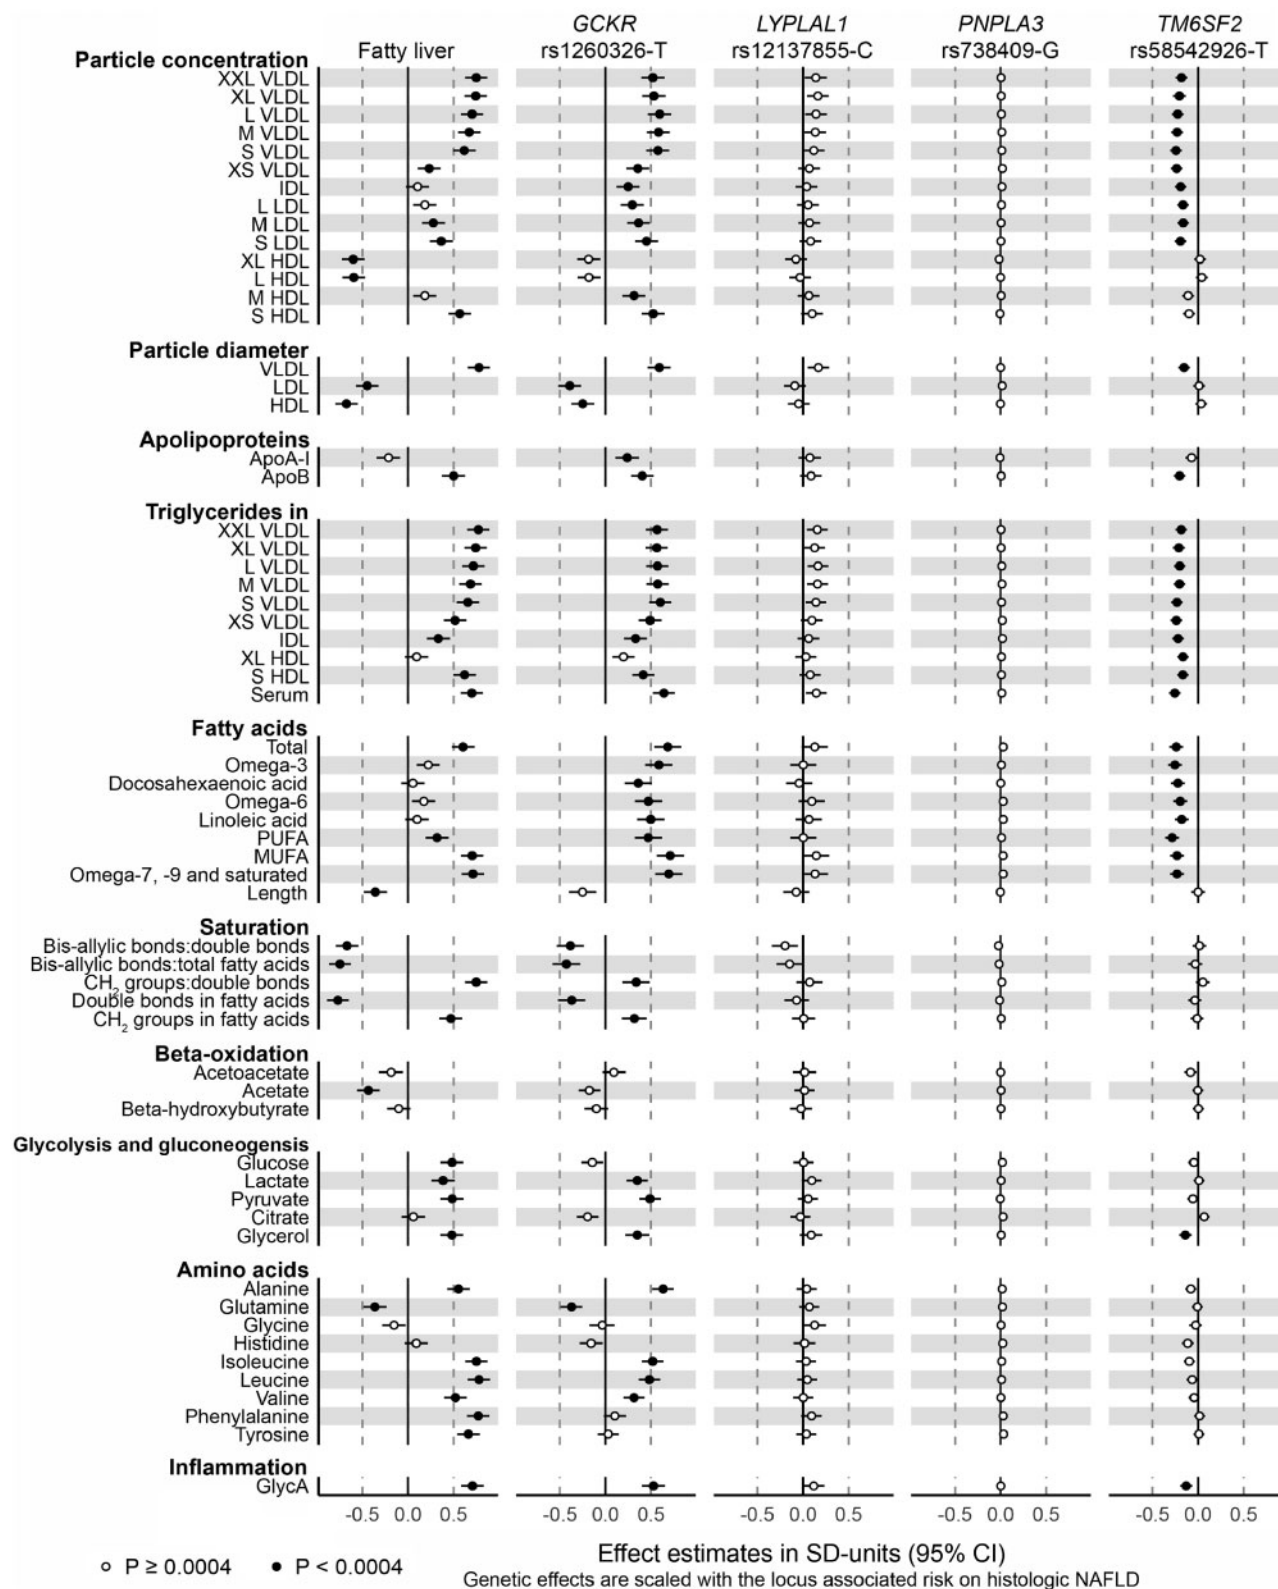 GCKR LYPLAL1 PNPLA3 TM6SF2
Fatty liver rs1260326-T rs12137855-C rs738409-G rs58542926-T
Particle concentration
XXL VLDL
XL VLDL
L VLDL
M VLDL
S VLDL
XS VLDL
IDL
L LDL
M LDL
S LDL
XL HDL
L HDL
M HDL
S HDL
Particle diameter
VLDL
LDL
HDL
Apolipoproteins
ApoA-I
ApoB
Triglycerides in
XXL VLDL
XL VLDL
L VLDL
M VLDL
S VLDL
XS VLDL
IDL
XL HDL
S HDL
Serum
Fatty acids
Total
Omega-3
Docosahexaenoic acid
Omega-6
Linoleic acid
PUFA
MUFA
Omega-7, -9 and saturated
Length
Saturation
Bis-allylic bonds:double bonds
Bis-allylic bonds:total fatty acids
CH2 groups:double bonds
Double bonds in fatty acids
CH2 groups in fatty acids
Beta-oxidation
Acetoacetate
Acetate
Beta-hydroxybutyrate
Glycolysis and gluconeogensis
Glucose
Lactate
Pyruvate
Citrate
Glycerol
Amino acids
Alanine
Glutamine
Glycine
Histidine
Isoleucine
Leucine
Valine
Phenylalanine
Tyrosine
Inflammation
GlycA
-0.5 0.0 0.5 -0.5 0.0 0.5 -0.5 0.0 0.5 -0.5 0.0 0.5 -0.5 0.0 0.5
Effect estimates in SD-units (95% CI)
P ≥ 0.0004 P < 0.0004
Genetic effects are scaled with the locus associated risk on histologic NAFLD